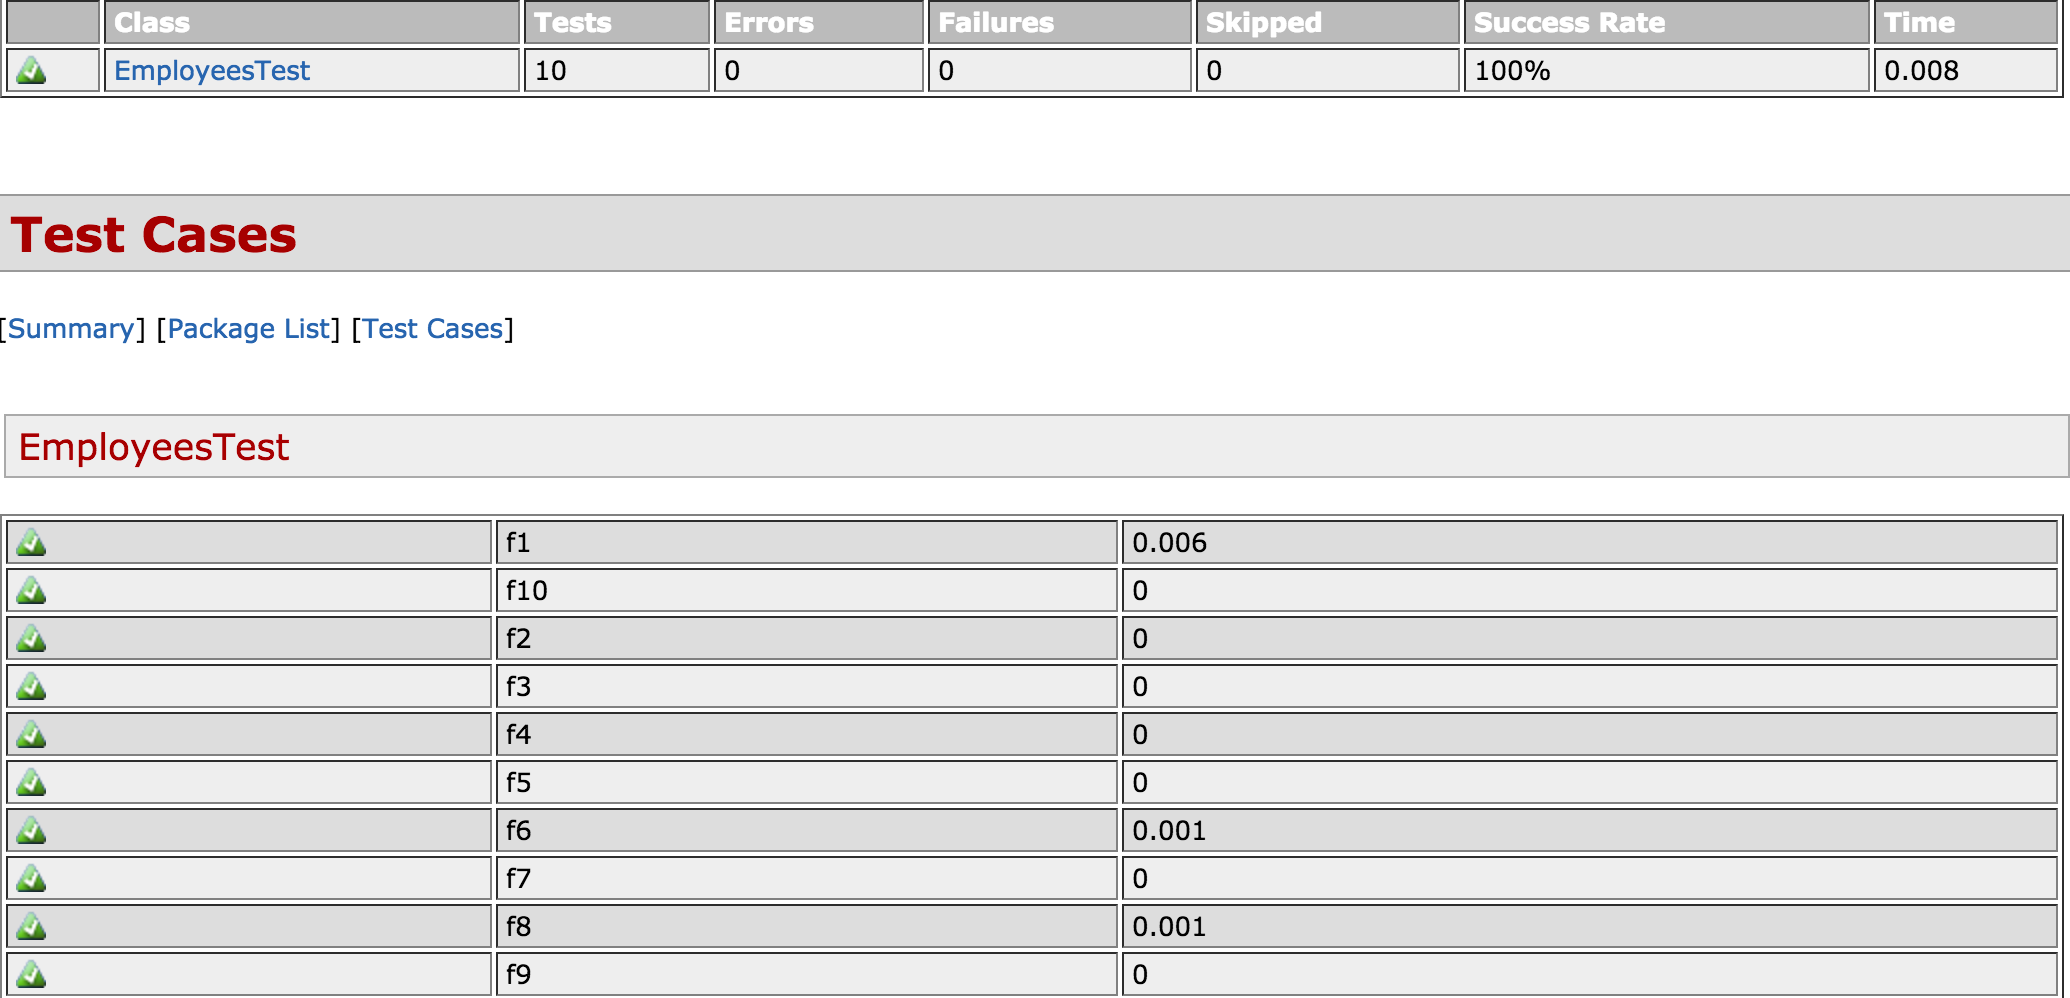 Class Tests Errors Failures Skipped Success Rate Time
EmployeesTest 10 0 0 0 100% 0.008
Test Cases
[Summary] [Package List] [Test Cases]
EmployeesTest
f1 0.006
f10 0
f2 0
f3 0
f4 0
f5 0
f6 0.001
f7 0
f8 0.001
f9 0